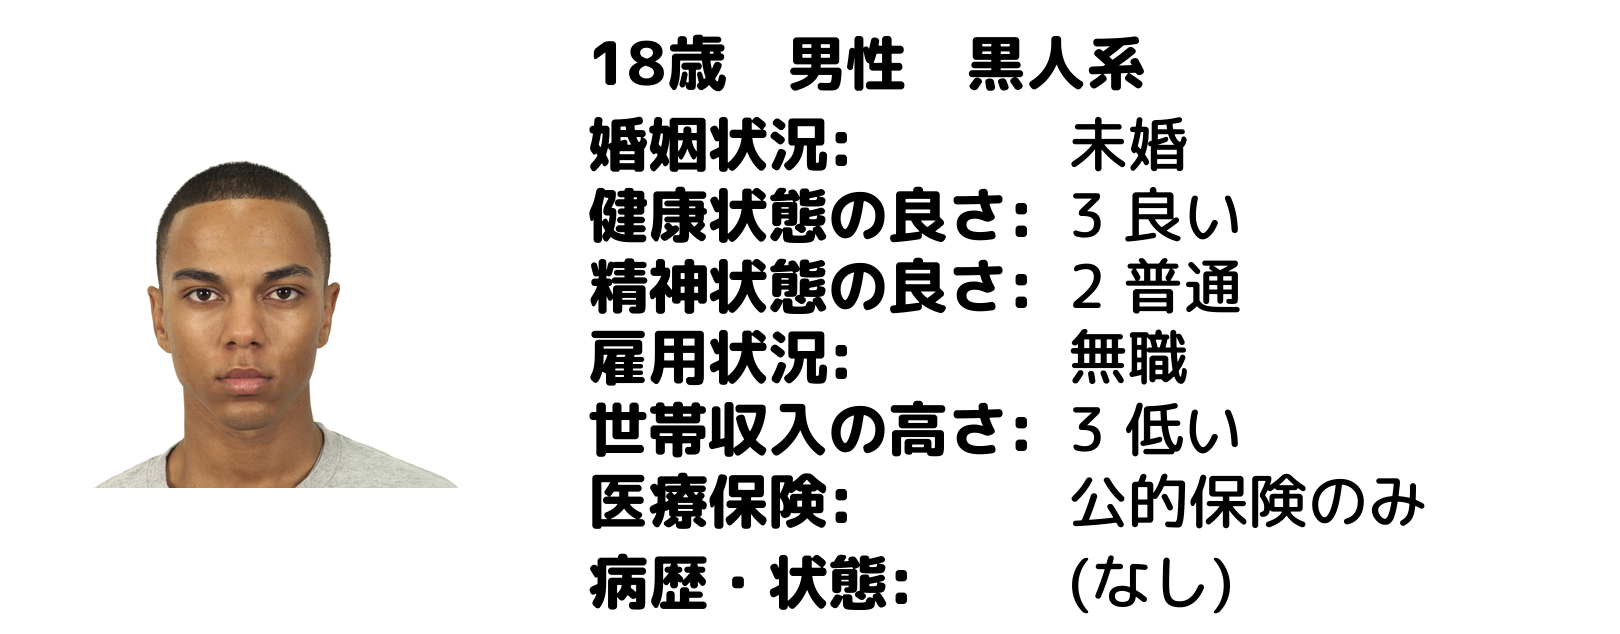 18歳　男性　黒人系
婚姻状況: 未婚
健康状態の良さ: 3 良い
精神状態の良さ: 2 普通
雇用状況: 無職
世帯収入の高さ: 3 低い
医療保険: 公的保険のみ
病歴・状態: (なし)